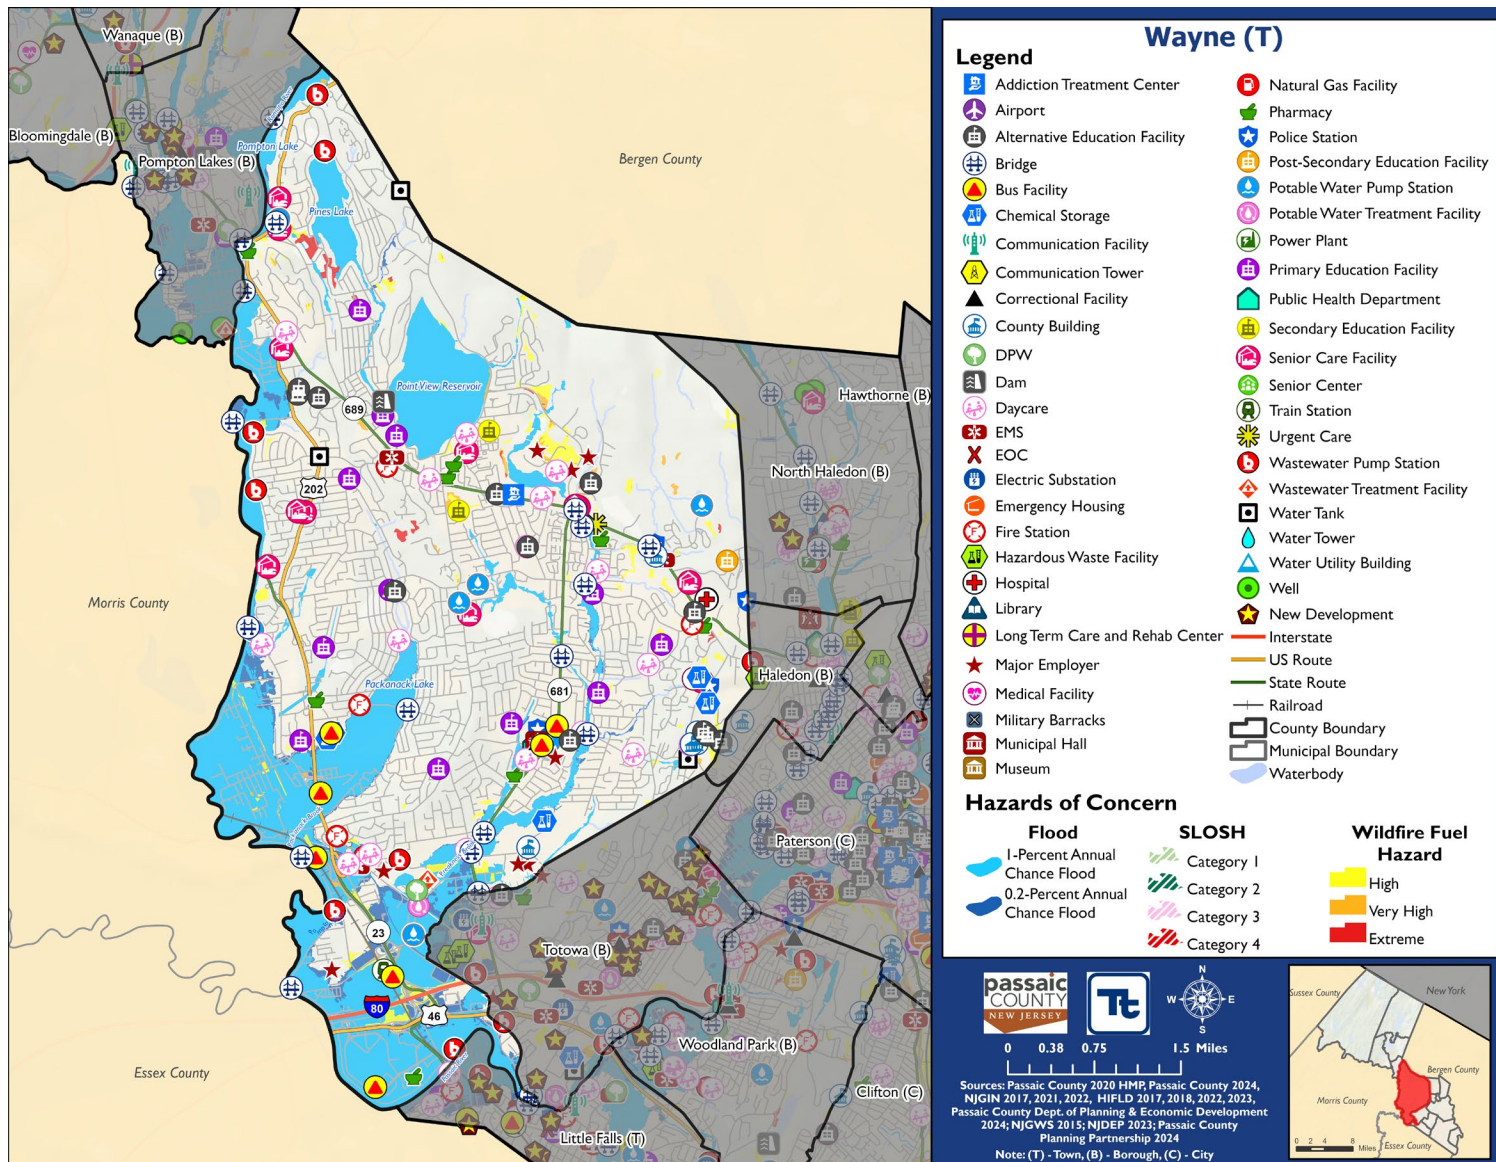 Wanaque (B)
Bloomingdale (B)
Pompton Lakes (B)
Pompton Lake
Pines Lake
Bergen County
Point View Reservoir
689
202
Hawthorne (B)
North Haledon (B)
Morris County
Packanack Lake
681
Haledon (B)
Paterson (C)
23
Totowa (B)
80
46
Woodland Park (B)
Essex County
Clifton (C)
Little Falls (T)
Wayne (T)
Legend
Addiction Treatment Center
Airport
Alternative Education Facility
Bridge
Bus Facility
Chemical Storage
Communication Facility
Communication Tower
Correctional Facility
County Building
DPW
Dam
Daycare
EMS
EOC
Electric Substation
Emergency Housing
Fire Station
Hazardous Waste Facility
Hospital
Library
Long Term Care and Rehab Center
Major Employer
Medical Facility
Military Barracks
Municipal Hall
Museum
Natural Gas Facility
Pharmacy
Police Station
Post-Secondary Education Facility
Potable Water Pump Station
Potable Water Treatment Facility
Power Plant
Primary Education Facility
Public Health Department
Secondary Education Facility
Senior Care Facility
Senior Center
Train Station
Urgent Care
Wastewater Pump Station
Wastewater Treatment Facility
Water Tank
Water Tower
Water Utility Building
Well
New Development
Interstate
US Route
State Route
Railroad
County Boundary
Municipal Boundary
Waterbody
Hazards of Concern
Flood
1-Percent Annual
Chance Flood
0.2-Percent Annual
Chance Flood
SLOSH
Category 1
Category 2
Category 3
Category 4
Wildfire Fuel
Hazard
High
Very High
Extreme
passaic
COUNTY
NEW JERSEY
Tt
N
W E
S
0 0.38 0.75 1.5 Miles
Sources: Passaic County 2020 HMP, Passaic County 2024,
NJGIN 2017, 2021, 2022, HIFLD 2017, 2018, 2022, 2023,
Passaic County Dept. of Planning & Economic Development
2024; NJGWS 2015; NJDEP 2023; Passaic County
Planning Partnership 2024
Note: (T) - Town, (B) - Borough, (C) - City
Sussex County
New York
Bergen County
Morris County
Essex County
0 2 4 8 Miles